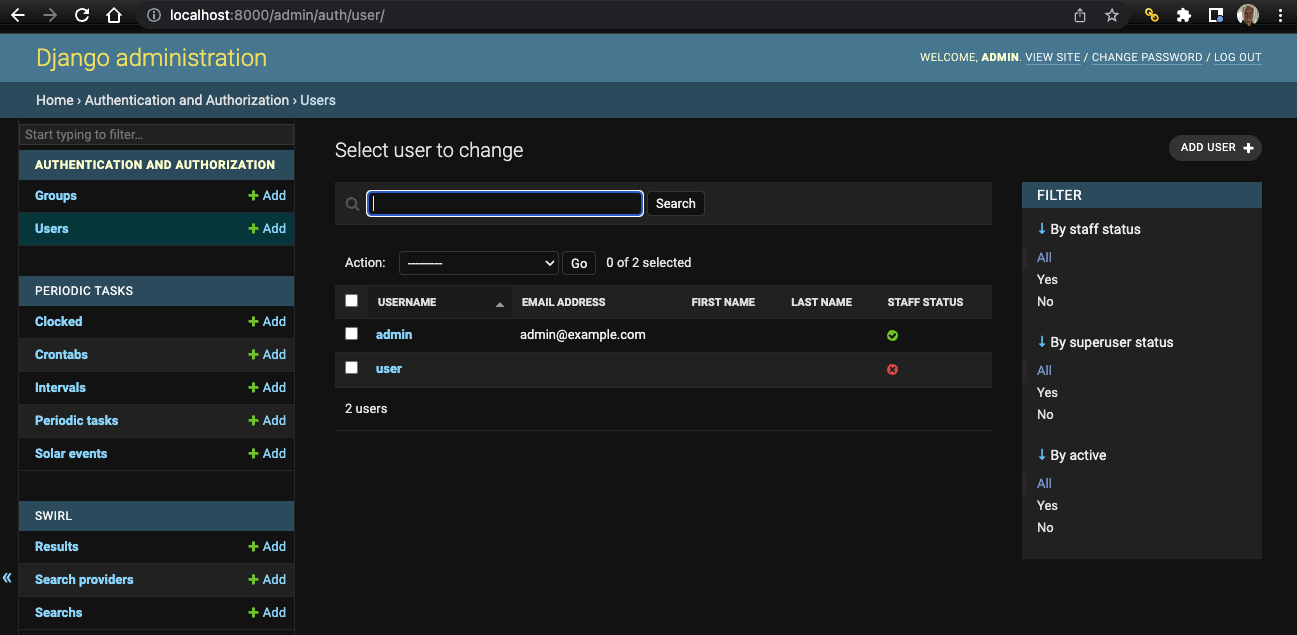 localhost:8000/admin/auth/user/
Django administration
WELCOME, ADMIN. VIEW SITE / CHANGE PASSWORD / LOG OUT
Home › Authentication and Authorization › Users
Start typing to filter...
AUTHENTICATION AND AUTHORIZATION
Groups + Add
Users + Add
PERIODIC TASKS
Clocked + Add
Crontabs + Add
Intervals + Add
Periodic tasks + Add
Solar events + Add
SWIRL
Results + Add
Search providers + Add
Searchs + Add
«
Select user to change
ADD USER +
Search
Action: --------- Go 0 of 2 selected
USERNAME EMAIL ADDRESS FIRST NAME LAST NAME STAFF STATUS
admin admin@example.com
user
2 users
FILTER
↓ By staff status
All
Yes
No
↓ By superuser status
All
Yes
No
↓ By active
All
Yes
No